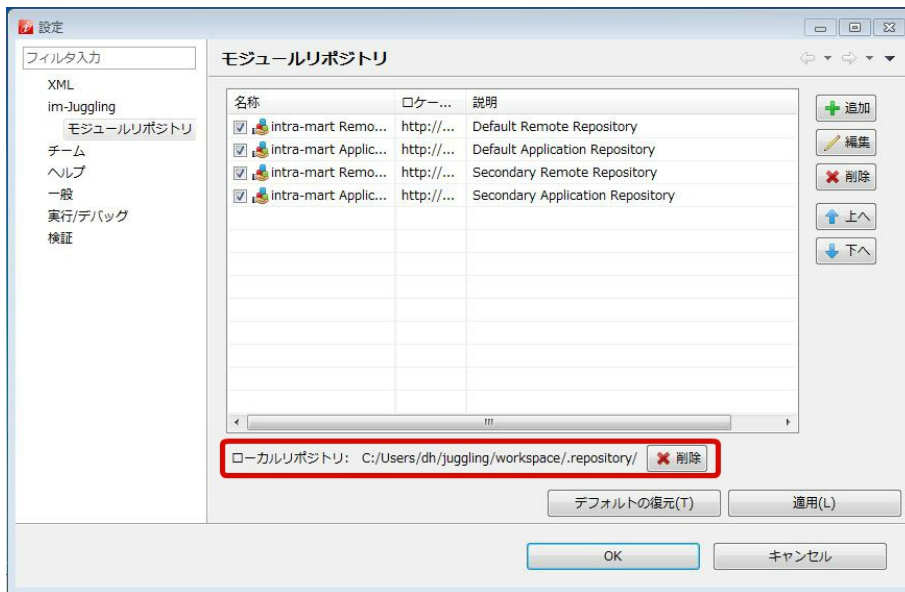 設定
フィルタ入力
XML
im-Juggling
モジュールリポジトリ
チーム
ヘルプ
一般
実行/デバッグ
検証
モジュールリポジトリ
名称 ロケー... 説明
intra-mart Remo... http://... Default Remote Repository
intra-mart Applic... http://... Default Application Repository
intra-mart Remo... http://... Secondary Remote Repository
intra-mart Applic... http://... Secondary Application Repository
追加
編集
削除
上へ
下へ
ローカルリポジトリ: C:/Users/dh/juggling/workspace/.repository/ 削除
デフォルトの復元(T) 適用(L)
OK キャンセル